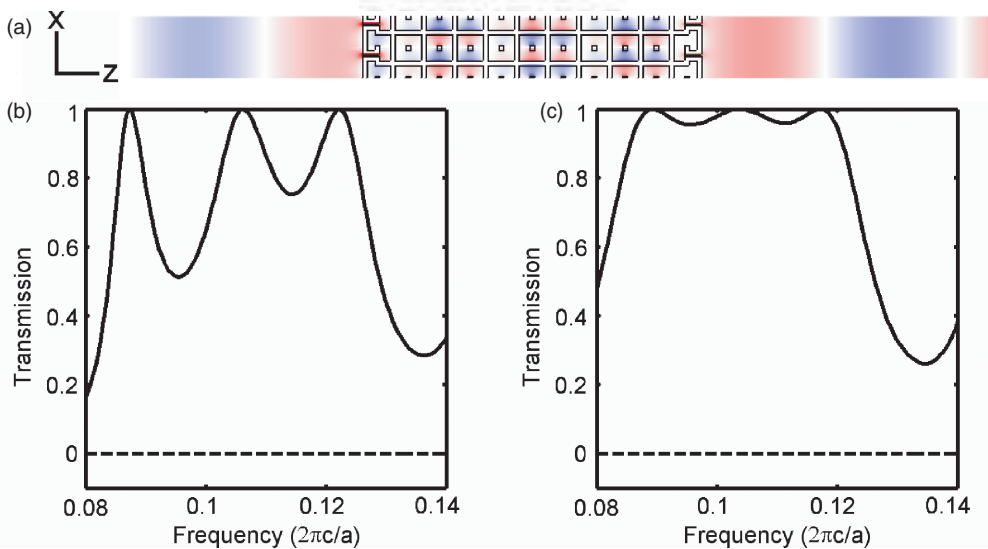 (a)
X
Z
(b)
1
0.8
0.6
0.4
0.2
0
Transmission
0.08
0.1
0.12
0.14
Frequency (2πc/a)
(c)
1
0.8
0.6
0.4
0.2
0
Transmission
0.08
0.1
0.12
0.14
Frequency (2πc/a)